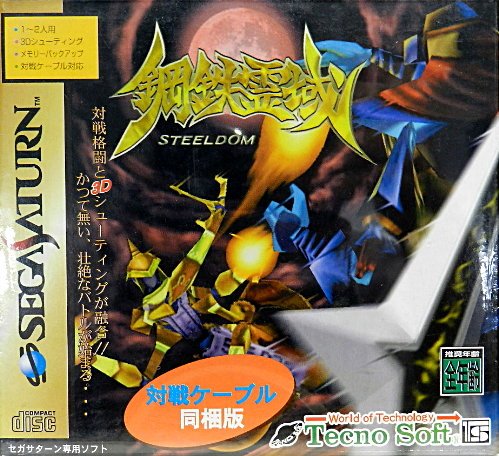 ・1～2人用
・3Dシューティング
・メモリーバックアップ
・対戦ケーブル対応
鋼鉄霊域
STEELDOM
SEGA SATURN™
対戦格闘と3Dシューティングが融合!!
かつて無い、壮絶なバトルが始まる・・・
対戦ケーブル
同梱版
推奨年齢
全年齢
World of Technology
Tecno Soft
COMPACT
disc
セガサターン専用ソフト